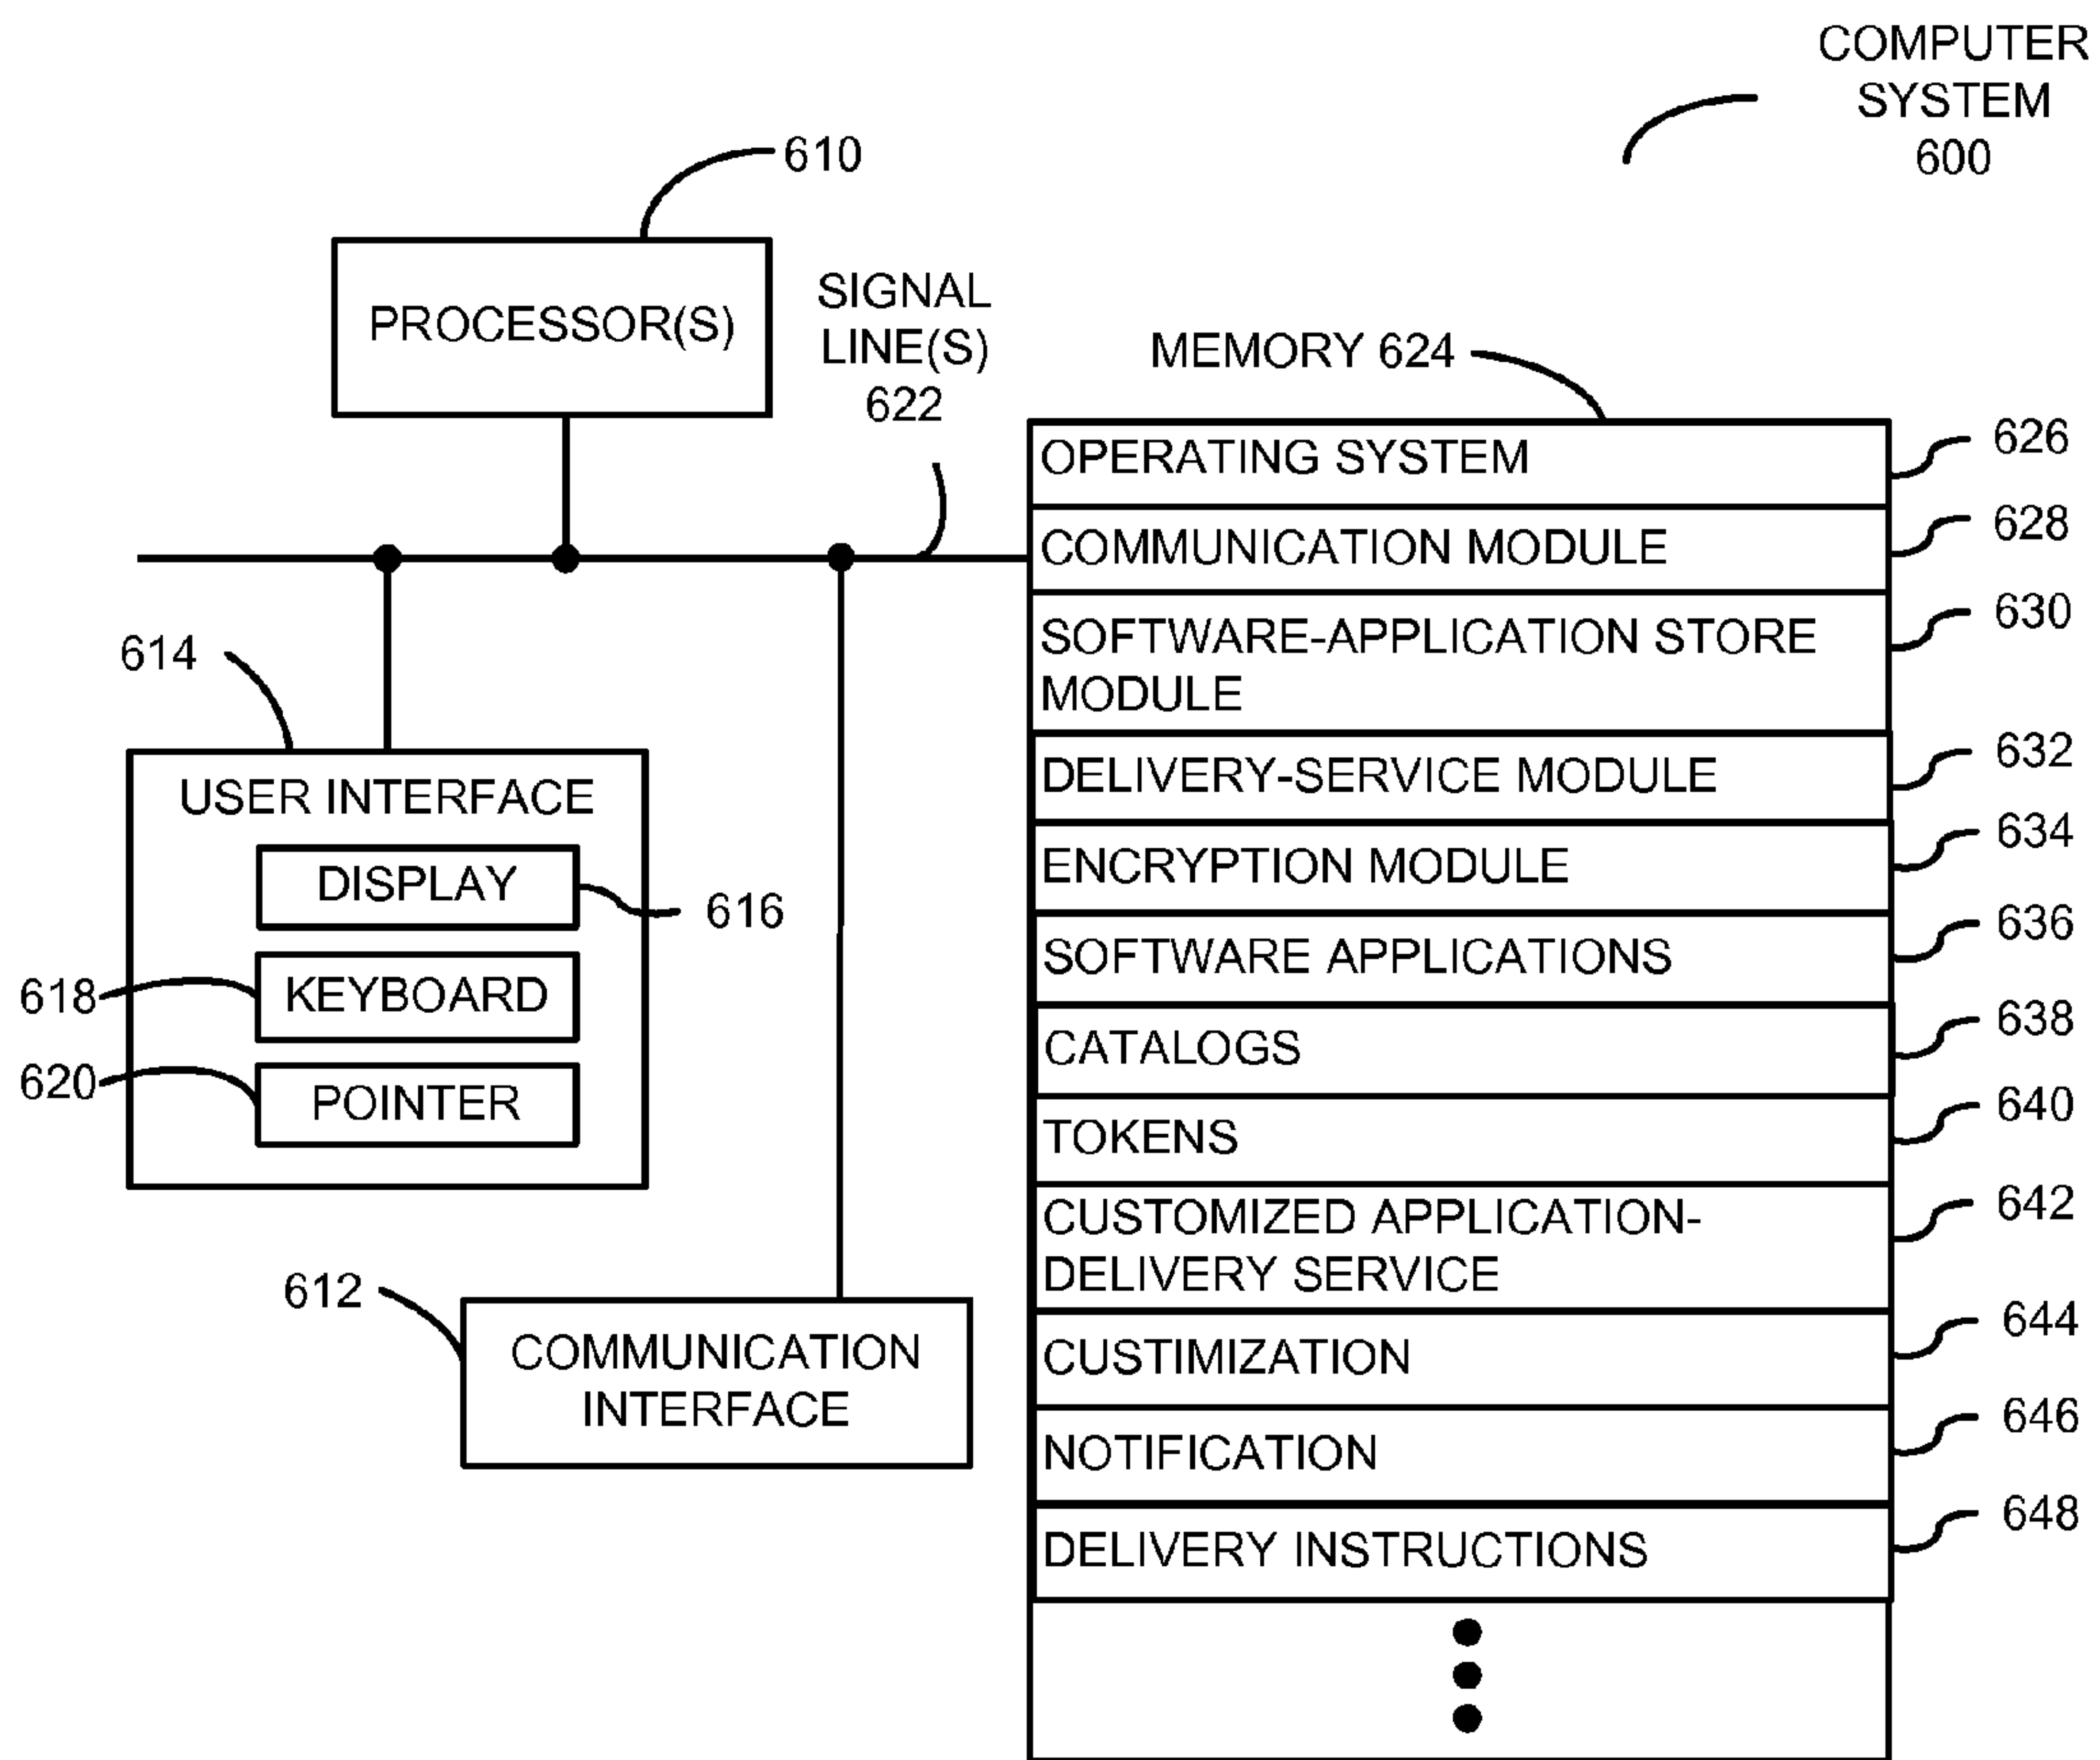 COMPUTER
SYSTEM
600
610
PROCESSOR(S)
SIGNAL
LINE(S)
622
MEMORY 624
OPERATING SYSTEM
626
COMMUNICATION MODULE
628
SOFTWARE-APPLICATION STORE
MODULE
630
DELIVERY-SERVICE MODULE
632
ENCRYPTION MODULE
634
SOFTWARE APPLICATIONS
636
CATALOGS
638
TOKENS
640
CUSTOMIZED APPLICATION-
DELIVERY SERVICE
642
CUSTIMIZATION
644
NOTIFICATION
646
DELIVERY INSTRUCTIONS
648
614
USER INTERFACE
DISPLAY
616
618
KEYBOARD
620
POINTER
612
COMMUNICATION
INTERFACE